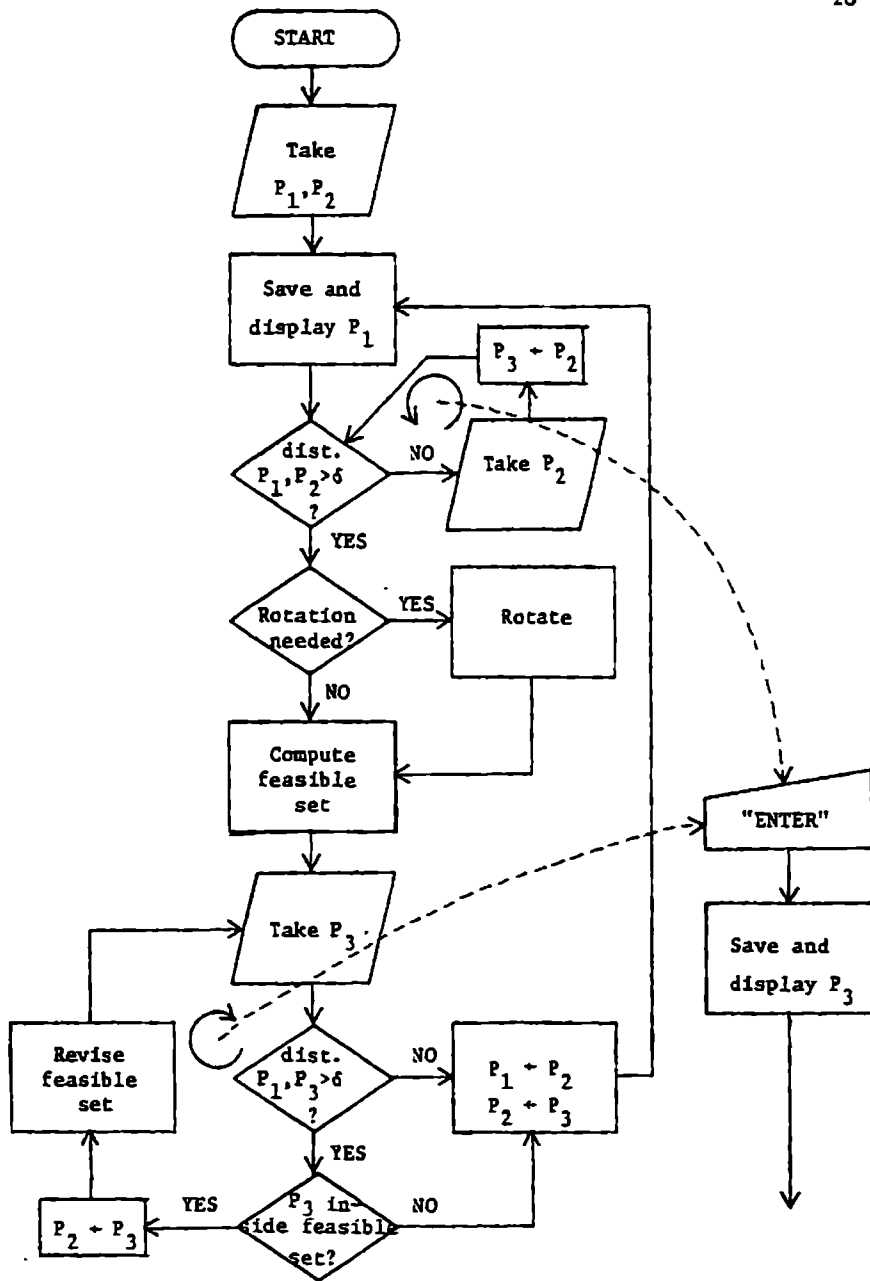 START
Take
P1,P2
Save and
display P1
P3 ← P2
dist.
P1,P2>δ
?
NO
Take P2
YES
Rotation
needed?
YES
Rotate
NO
Compute
feasible
set
"ENTER"
Take P3
Save and
display P3
Revise
feasible
set
dist.
P1,P3>δ
?
NO
P1 ← P2
P2 ← P3
YES
P3 in-
side feasible
set?
YES
NO
P2 ← P3